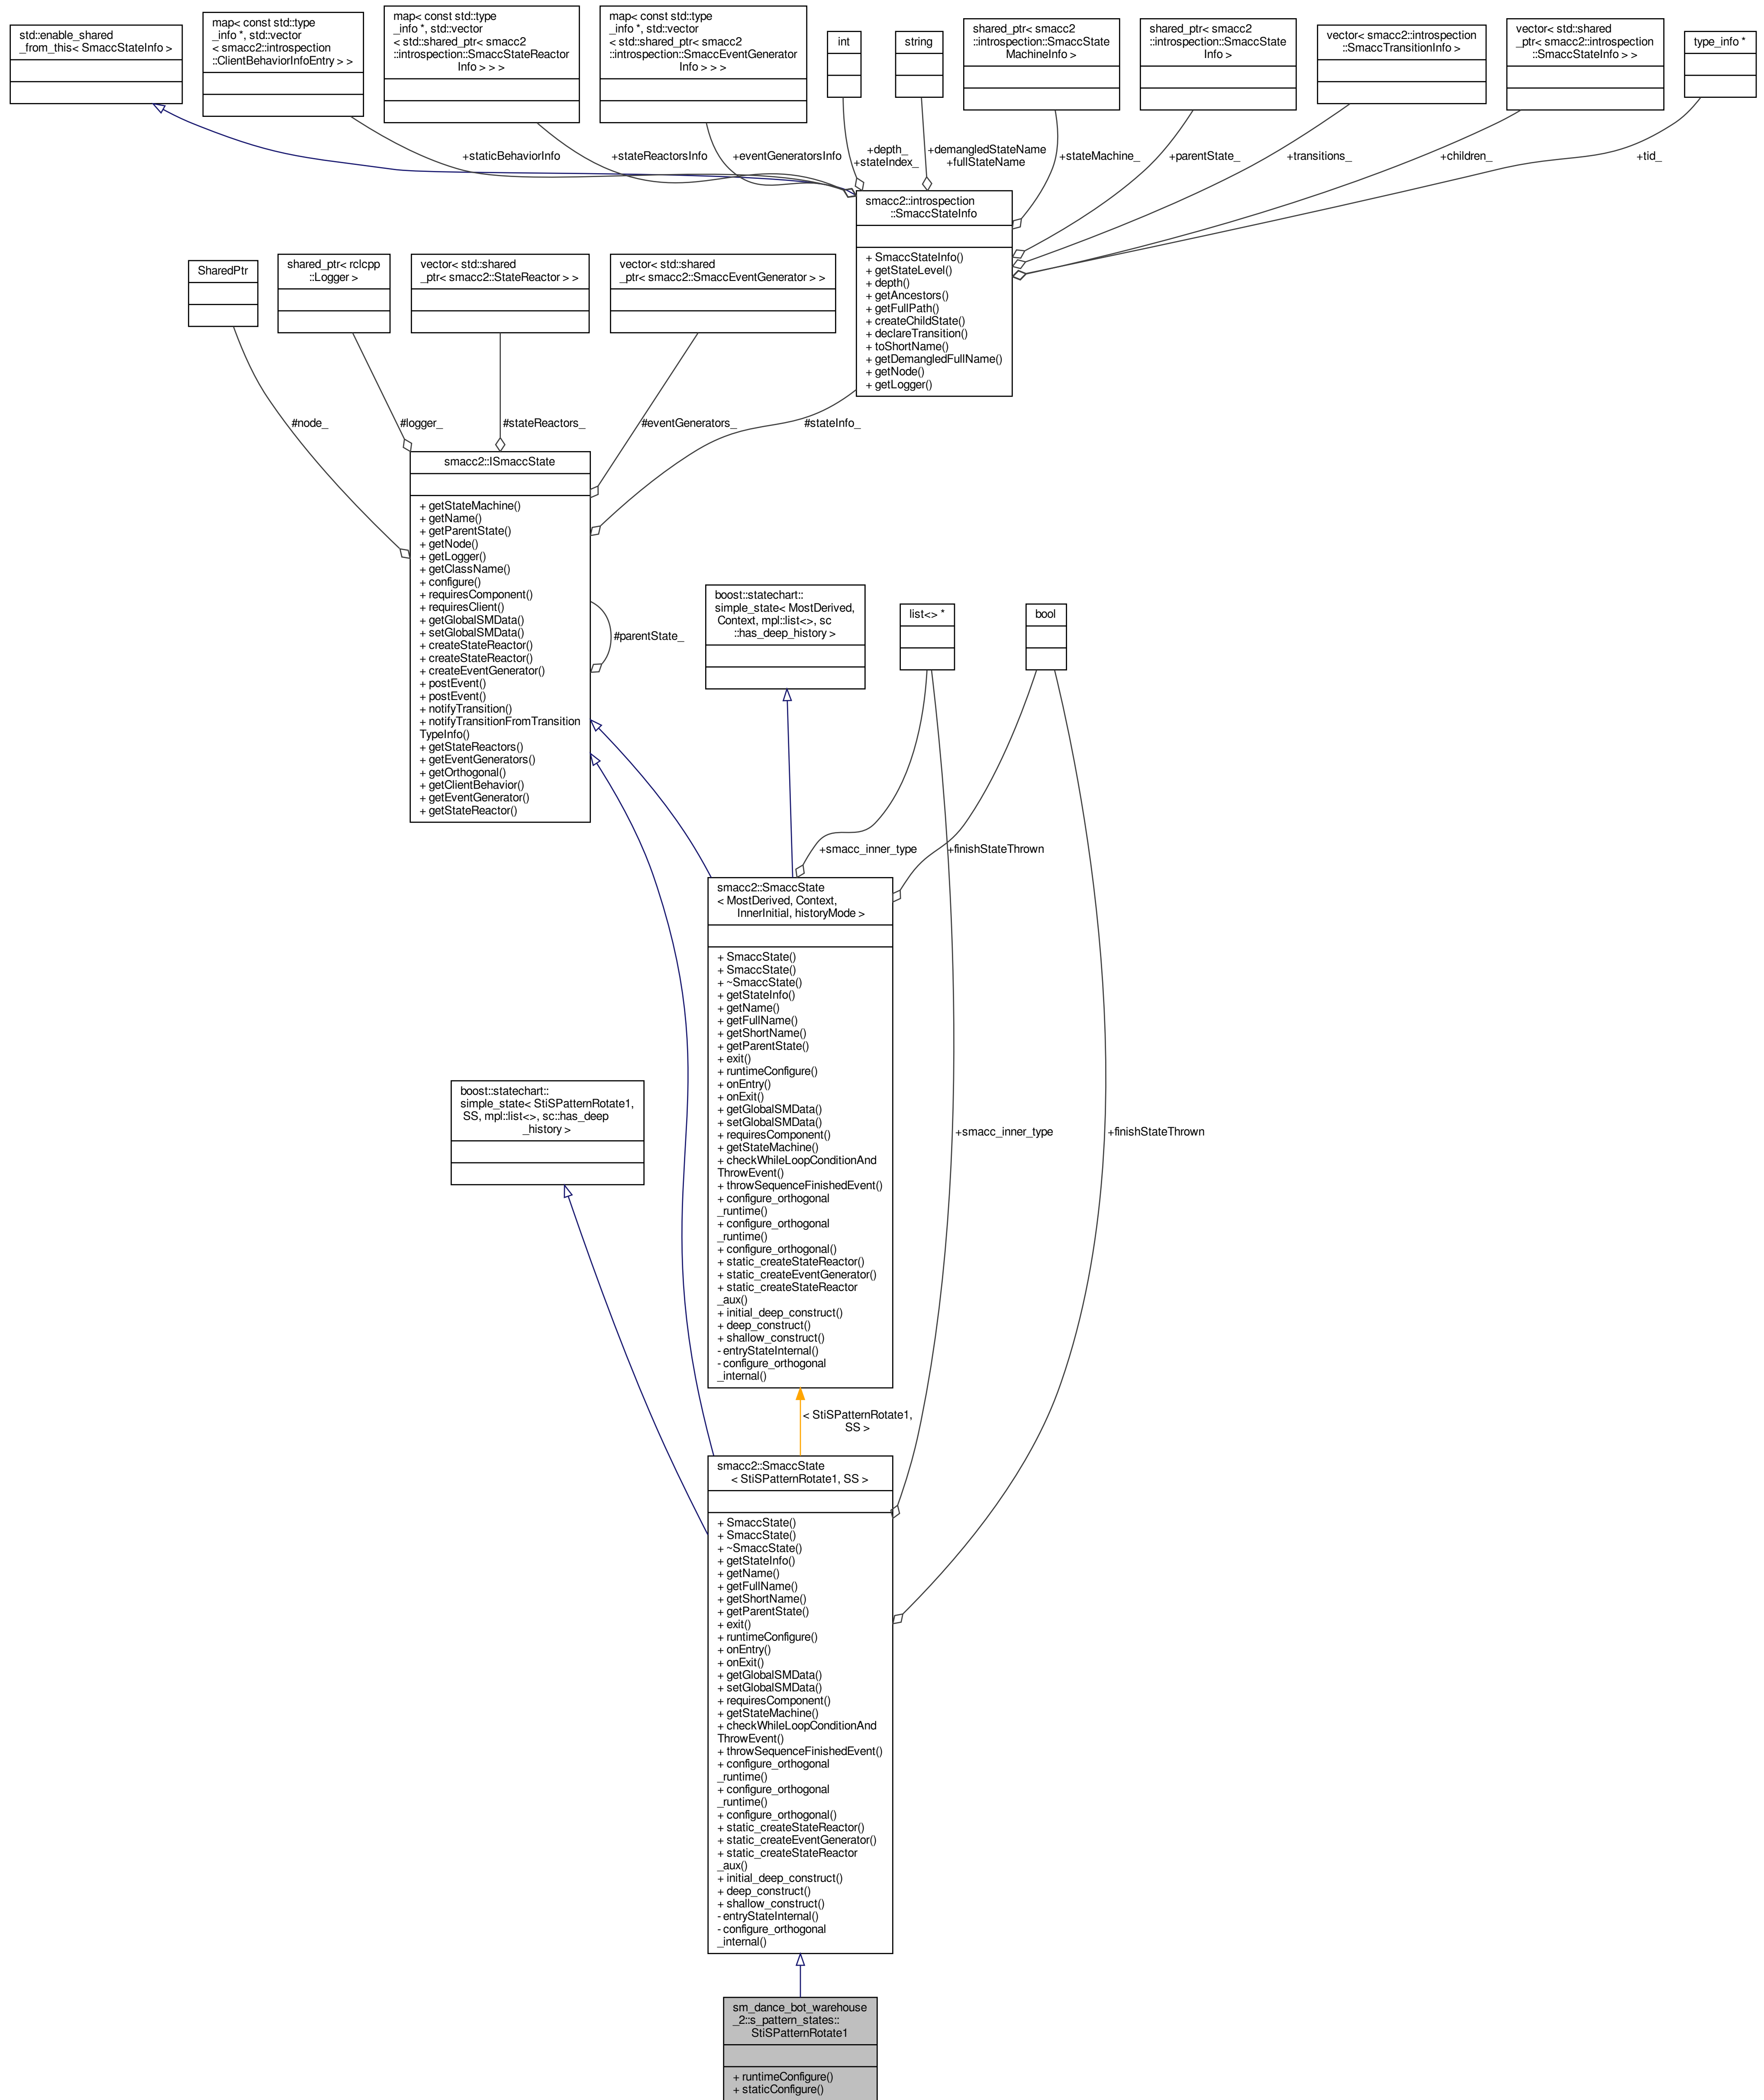 std::enable_shared
_from_this< SmaccStateInfo >
map< const std::type
_info *, std::vector
< smacc2::introspection
::ClientBehaviorInfoEntry > >
map< const std::type
_info *, std::vector
< std::shared_ptr< smacc2
::introspection::SmaccStateReactor
Info > > >
map< const std::type
_info *, std::vector
< std::shared_ptr< smacc2
::introspection::SmaccEventGenerator
Info > > >
int
string
shared_ptr< smacc2
::introspection::SmaccState
MachineInfo >
shared_ptr< smacc2
::introspection::SmaccState
Info >
vector< smacc2::introspection
::SmaccTransitionInfo >
vector< std::shared
_ptr< smacc2::introspection
::SmaccStateInfo > >
type_info *
+staticBehaviorInfo
+stateReactorsInfo
+eventGeneratorsInfo
+depth_
+stateIndex_
+demangledStateName
+fullStateName
+stateMachine_
+parentState_
+transitions_
+children_
+tid_
smacc2::introspection
::SmaccStateInfo
+ SmaccStateInfo()
+ getStateLevel()
+ depth()
+ getAncestors()
+ getFullPath()
+ createChildState()
+ declareTransition()
+ toShortName()
+ getDemangledFullName()
+ getNode()
+ getLogger()
SharedPtr
shared_ptr< rclcpp
::Logger >
vector< std::shared
_ptr< smacc2::StateReactor > >
vector< std::shared
_ptr< smacc2::SmaccEventGenerator > >
#node_
#logger_
#stateReactors_
#eventGenerators_
#stateInfo_
smacc2::ISmaccState
+ getStateMachine()
+ getName()
+ getParentState()
+ getNode()
+ getLogger()
+ getClassName()
+ configure()
+ requiresComponent()
+ requiresClient()
+ getGlobalSMData()
+ setGlobalSMData()
+ createStateReactor()
+ createStateReactor()
+ createEventGenerator()
+ postEvent()
+ postEvent()
+ notifyTransition()
+ notifyTransitionFromTransition
TypeInfo()
+ getStateReactors()
+ getEventGenerators()
+ getOrthogonal()
+ getClientBehavior()
+ getEventGenerator()
+ getStateReactor()
#parentState_
boost::statechart::
simple_state< MostDerived,
Context, mpl::list<>, sc
::has_deep_history >
list<> *
bool
+smacc_inner_type
+finishStateThrown
smacc2::SmaccState
< MostDerived, Context,
InnerInitial, historyMode >
+ SmaccState()
+ SmaccState()
+ ~SmaccState()
+ getStateInfo()
+ getName()
+ getFullName()
+ getShortName()
+ getParentState()
+ exit()
+ runtimeConfigure()
+ onEntry()
+ onExit()
+ getGlobalSMData()
+ setGlobalSMData()
+ requiresComponent()
+ getStateMachine()
+ checkWhileLoopConditionAnd
ThrowEvent()
+ throwSequenceFinishedEvent()
+ configure_orthogonal
_runtime()
+ configure_orthogonal
_runtime()
+ configure_orthogonal()
+ static_createStateReactor()
+ static_createEventGenerator()
+ static_createStateReactor
_aux()
+ initial_deep_construct()
+ deep_construct()
+ shallow_construct()
- entryStateInternal()
- configure_orthogonal
_internal()
boost::statechart::
simple_state< StiSPatternRotate1,
SS, mpl::list<>, sc::has_deep
_history >
+smacc_inner_type
+finishStateThrown
< StiSPatternRotate1,
SS >
smacc2::SmaccState
< StiSPatternRotate1, SS >
+ SmaccState()
+ SmaccState()
+ ~SmaccState()
+ getStateInfo()
+ getName()
+ getFullName()
+ getShortName()
+ getParentState()
+ exit()
+ runtimeConfigure()
+ onEntry()
+ onExit()
+ getGlobalSMData()
+ setGlobalSMData()
+ requiresComponent()
+ getStateMachine()
+ checkWhileLoopConditionAnd
ThrowEvent()
+ throwSequenceFinishedEvent()
+ configure_orthogonal
_runtime()
+ configure_orthogonal
_runtime()
+ configure_orthogonal()
+ static_createStateReactor()
+ static_createEventGenerator()
+ static_createStateReactor
_aux()
+ initial_deep_construct()
+ deep_construct()
+ shallow_construct()
- entryStateInternal()
- configure_orthogonal
_internal()
sm_dance_bot_warehouse
_2::s_pattern_states::
StiSPatternRotate1
+ runtimeConfigure()
+ staticConfigure()